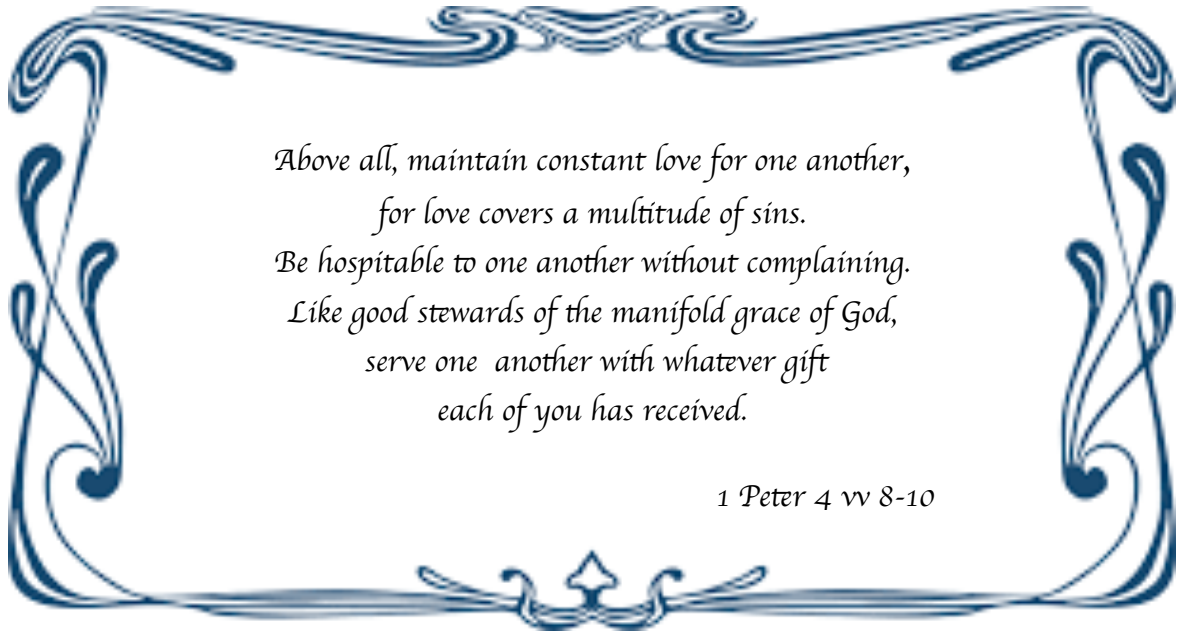 Above all, maintain constant love for one another,
for love covers a multitude of sins.
Be hospitable to one another without complaining.
Like good stewards of the manifold grace of God,
serve one  another with whatever gift
each of you has received.
1 Peter 4 vv 8-10